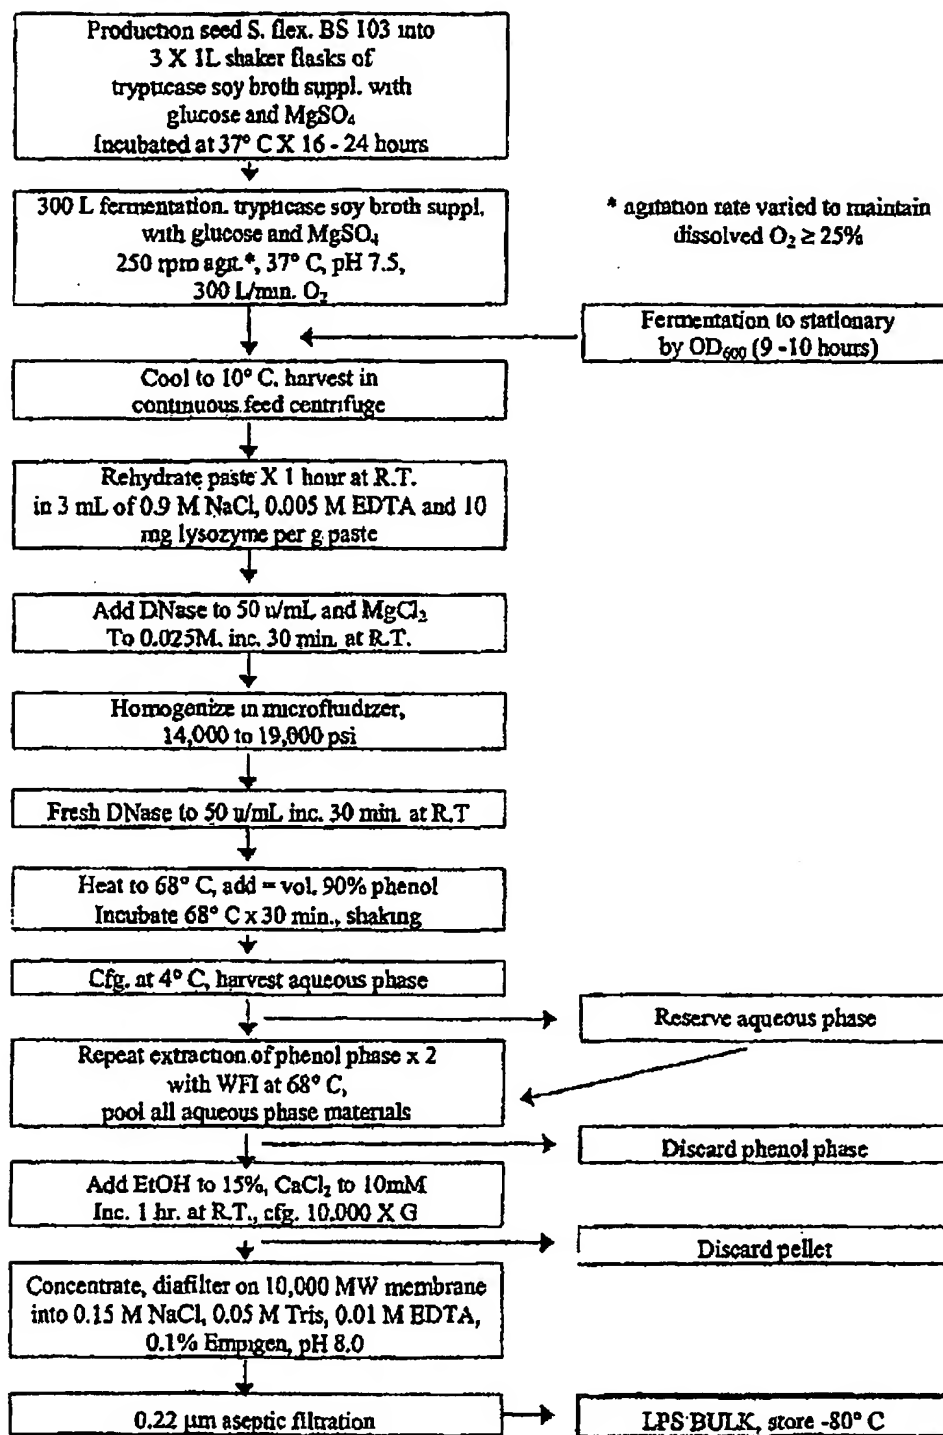 Production seed S. flex. BS 103 into
3 X 1L shaker flasks of
trypticase soy broth suppl. with
glucose and MgSO₄
Incubated at 37° C X 16 - 24 hours
300 L fermentation. trypticase soy broth suppl.
with glucose and MgSO₄
250 rpm agit.*, 37° C, pH 7.5,
300 L/min. O₂
* agitation rate varied to maintain
dissolved O₂ ≥ 25%
Fermentation to stationary
by OD₆₀₀ (9 -10 hours)
Cool to 10° C. harvest in
continuous feed centrifuge
Rehydrate paste X 1 hour at R.T.
in 3 mL of 0.9 M NaCl, 0.005 M EDTA and 10
mg lysozyme per g paste
Add DNase to 50 u/mL and MgCl₂
To 0.025M. inc. 30 min. at R.T.
Homogenize in microfluidizer,
14,000 to 19,000 psi
Fresh DNase to 50 u/mL inc. 30 min. at R.T
Heat to 68° C, add = vol. 90% phenol
Incubate 68° C x 30 min., shaking
Cfg. at 4° C, harvest aqueous phase
Reserve aqueous phase
Repeat extraction of phenol phase x 2
with WFI at 68° C,
pool all aqueous phase materials
Discard phenol phase
Add EtOH to 15%, CaCl₂ to 10mM
Inc. 1 hr. at R.T., cfg. 10.000 X G
Discard pellet
Concentrate, diafilter on 10,000 MW membrane
into 0.15 M NaCl, 0.05 M Tris, 0.01 M EDTA,
0.1% Empigen, pH 8.0
0.22 µm aseptic filtration
LPS BULK, store -80° C